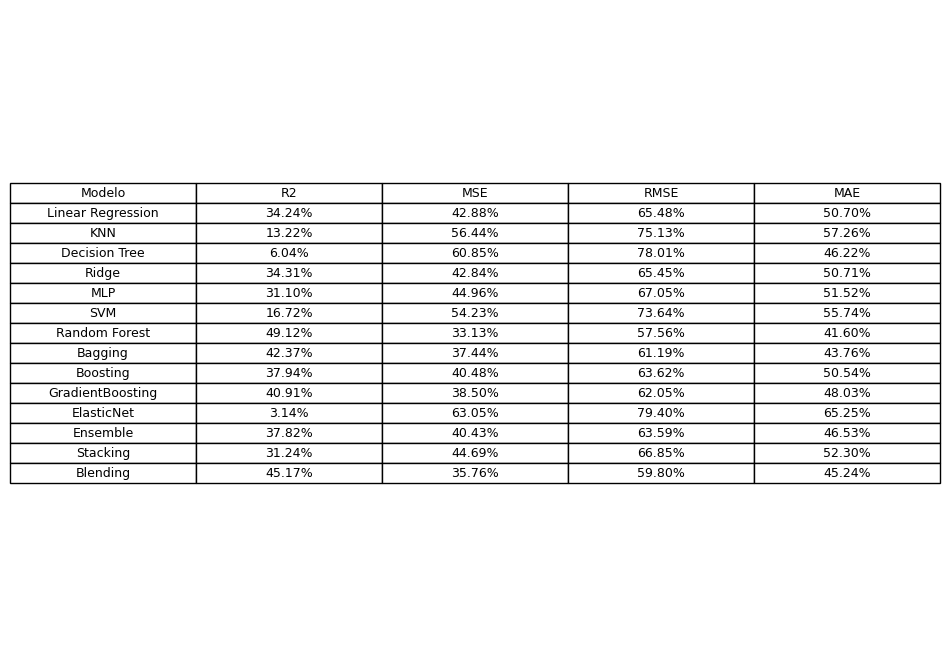 Modelo R2 MSE RMSE MAE
Linear Regression 34.24% 42.88% 65.48% 50.70%
KNN 13.22% 56.44% 75.13% 57.26%
Decision Tree 6.04% 60.85% 78.01% 46.22%
Ridge 34.31% 42.84% 65.45% 50.71%
MLP 31.10% 44.96% 67.05% 51.52%
SVM 16.72% 54.23% 73.64% 55.74%
Random Forest 49.12% 33.13% 57.56% 41.60%
Bagging 42.37% 37.44% 61.19% 43.76%
Boosting 37.94% 40.48% 63.62% 50.54%
GradientBoosting 40.91% 38.50% 62.05% 48.03%
ElasticNet 3.14% 63.05% 79.40% 65.25%
Ensemble 37.82% 40.43% 63.59% 46.53%
Stacking 31.24% 44.69% 66.85% 52.30%
Blending 45.17% 35.76% 59.80% 45.24%